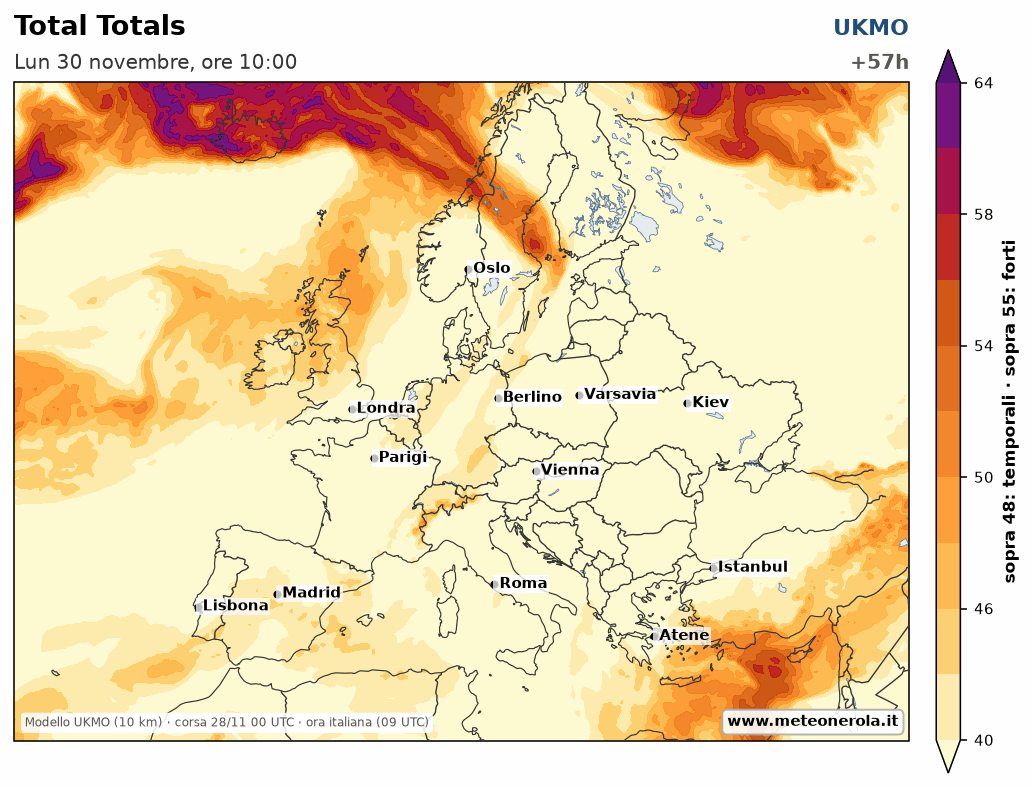 Total Totals
UKMO
Lun 30 novembre, ore 10:00
+57h
64
58
54
50
46
40
sopra 48: temporali · sopra 55: forti
Oslo
Londra
Berlino
Varsavia
Kiev
Parigi
Vienna
Istanbul
Roma
Madrid
Lisbona
Atene
Modello UKMO (10 km) · corsa 28/11 00 UTC · ora italiana (09 UTC)
www.meteonerola.it